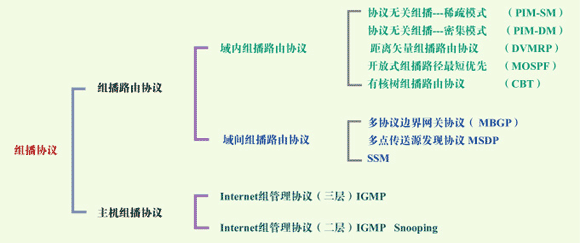 协议无关组播---稀疏模式 （PIM-SM）
协议无关组播---密集模式 （PIM-DM）
域内组播路由协议
距离矢量组播路由协议 （DVMRP）
开放式组播路径最短优先 （MOSPF）
组播路由协议
有核树组播路由协议 （CBT）
多协议边界网关协议（ MBGP）
域间组播路由协议
多点传送源发现协议 MSDP
组播协议
SSM
Internet组管理协议（三层）IGMP
主机组播协议
Internet组管理协议（二层）IGMP Snooping